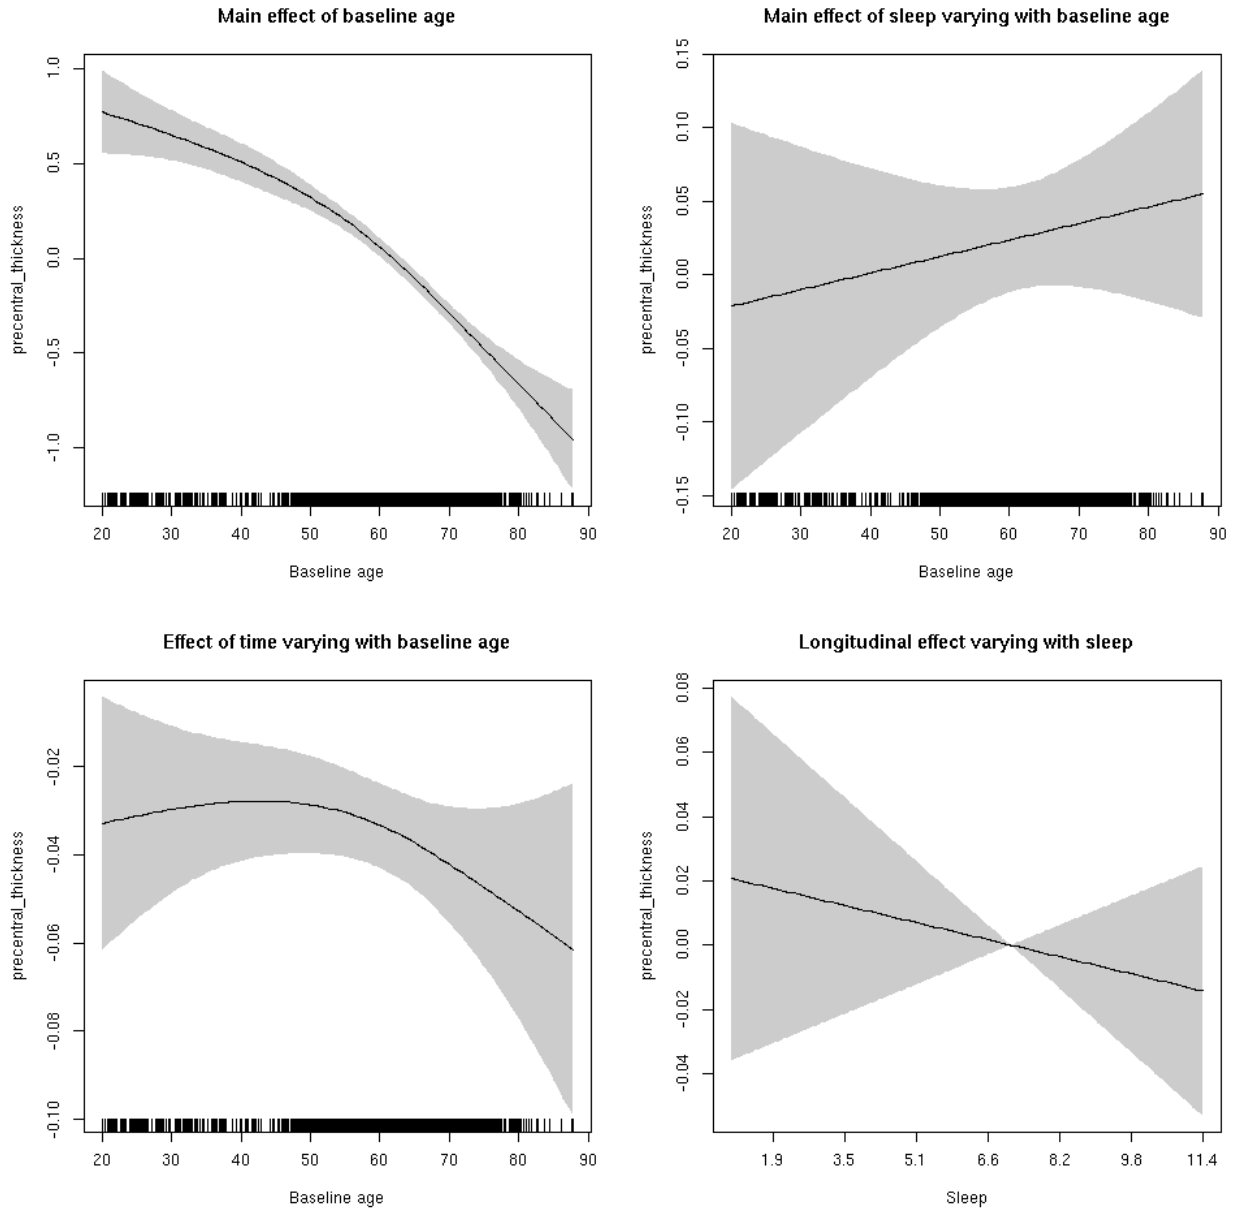 Main effect of baseline age
1.0
0.5
0.0
-0.5
-1.0
precentral_thickness
20 30 40 50 60 70 80 90
Baseline age
Main effect of sleep varying with baseline age
0.15
0.10
0.05
0.00
-0.05
-0.10
-0.15
precentral_thickness
20 30 40 50 60 70 80 90
Baseline age
Effect of time varying with baseline age
-0.02
-0.04
-0.06
-0.08
-0.10
precentral_thickness
20 30 40 50 60 70 80 90
Baseline age
Longitudinal effect varying with sleep
0.08
0.06
0.04
0.02
0.00
-0.02
-0.04
precentral_thickness
1.9 3.5 5.1 6.6 8.2 9.8 11.4
Sleep